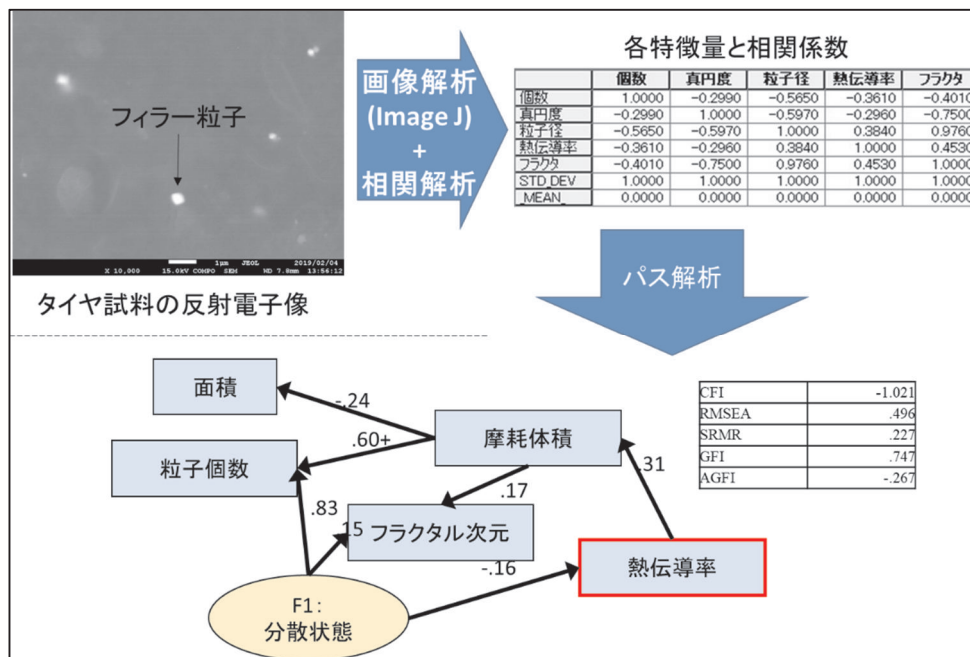 フィラー粒子
1μm JEOL 2019/02/04
X 10,000 15.0kV COMPO SEM WD 7.8mm 13:56:12
タイヤ試料の反射電子像
画像解析
(Image J)
+
相関解析
各特徴量と相関係数
個数 真円度 粒子径 熱伝導率 フラクタ
個数 1.0000 -0.2990 -0.5650 -0.3610 -0.4010
真円度 -0.2990 1.0000 -0.5970 -0.2960 -0.7500
粒子径 -0.5650 -0.5970 1.0000 0.3840 0.9760
熱伝導率 -0.3610 -0.2960 0.3840 1.0000 0.4530
フラクタ -0.4010 -0.7500 0.9760 0.4530 1.0000
STD_DEV 1.0000 1.0000 1.0000 1.0000 1.0000
_MEAN_ 0.0000 0.0000 0.0000 0.0000 0.0000
パス解析
面積
-.24
摩耗体積
.60+
粒子個数
.31
.83
.17
.15
フラクタル次元
-.16
熱伝導率
F1:
分散状態
CFI -1.021
RMSEA .496
SRMR .227
GFI .747
AGFI -.267